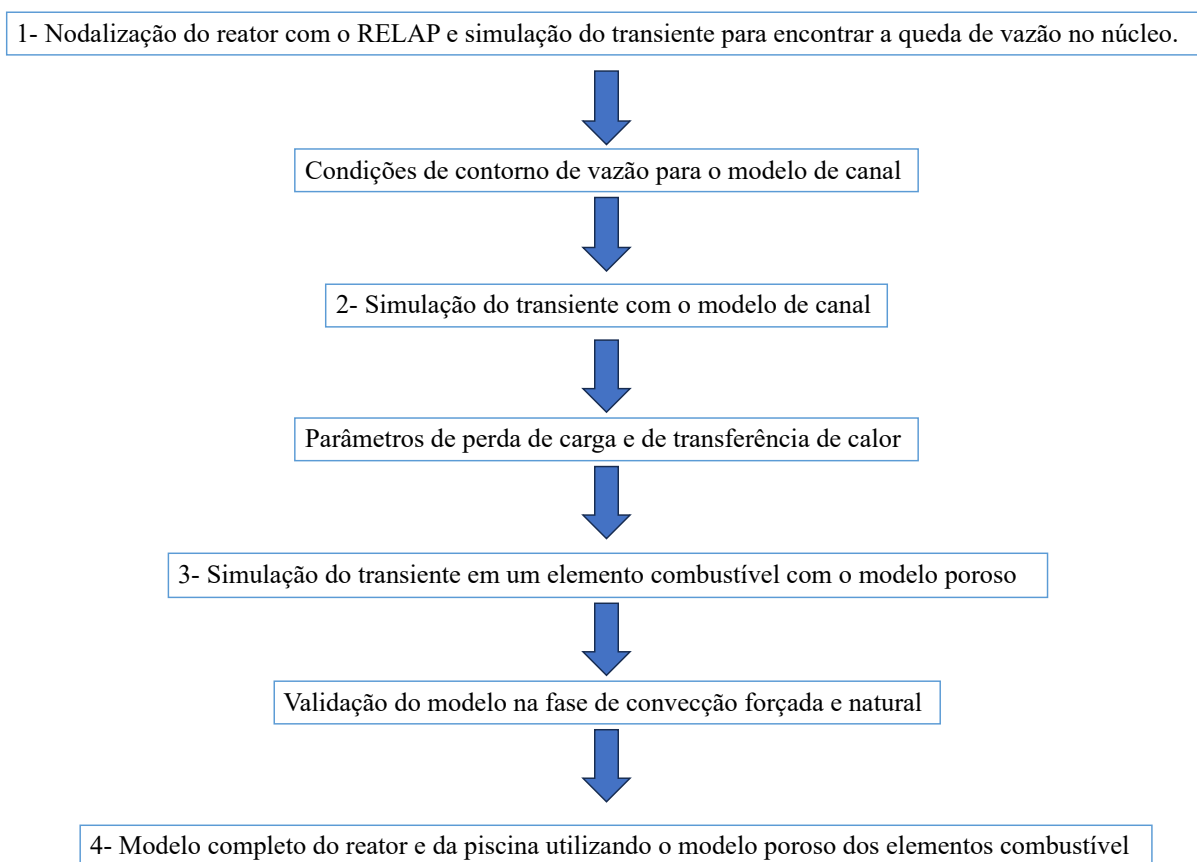 1- Nodalização do reator com o RELAP e simulação do transiente para encontrar a queda de vazão no núcleo.
Condições de contorno de vazão para o modelo de canal
2- Simulação do transiente com o modelo de canal
Parâmetros de perda de carga e de transferência de calor
3- Simulação do transiente em um elemento combustível com o modelo poroso
Validação do modelo na fase de convecção forçada e natural
4- Modelo completo do reator e da piscina utilizando o modelo poroso dos elementos combustível